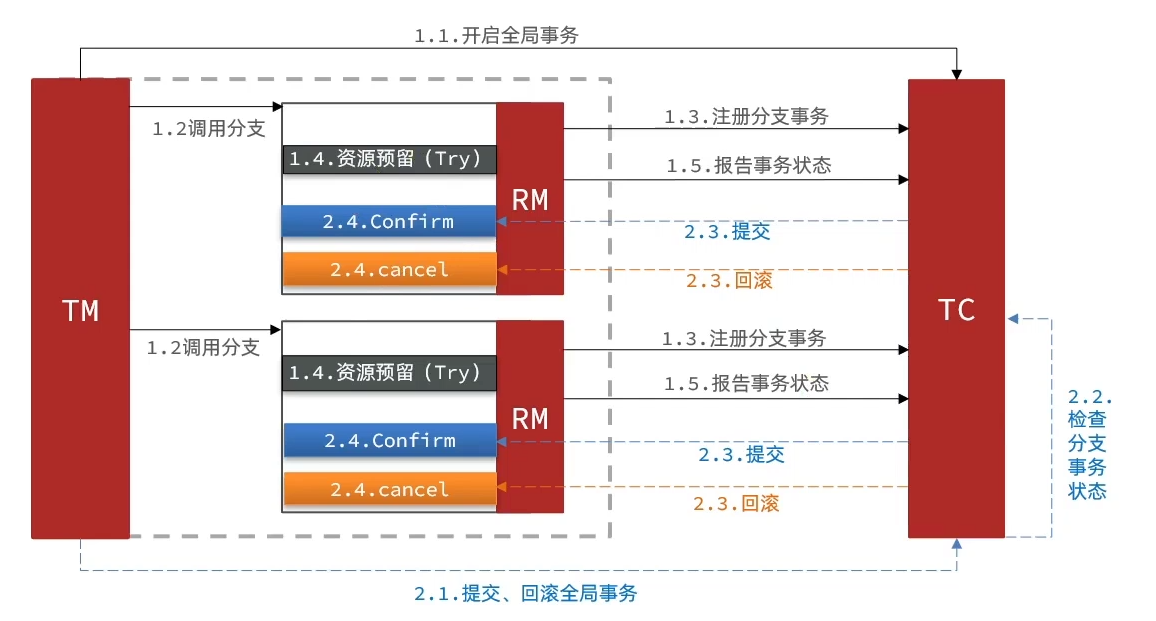 1.1.开启全局事务
TM
1.2调用分支
1.4.资源预留（Try）
2.4.Confirm
2.4.cancel
RM
1.3.注册分支事务
1.5.报告事务状态
2.3.提交
2.3.回滚
1.2调用分支
1.4.资源预留（Try）
2.4.Confirm
2.4.cancel
RM
1.3.注册分支事务
1.5.报告事务状态
2.3.提交
2.3.回滚
TC
2.2.
检查
分支
事务
状态
2.1.提交、回滚全局事务